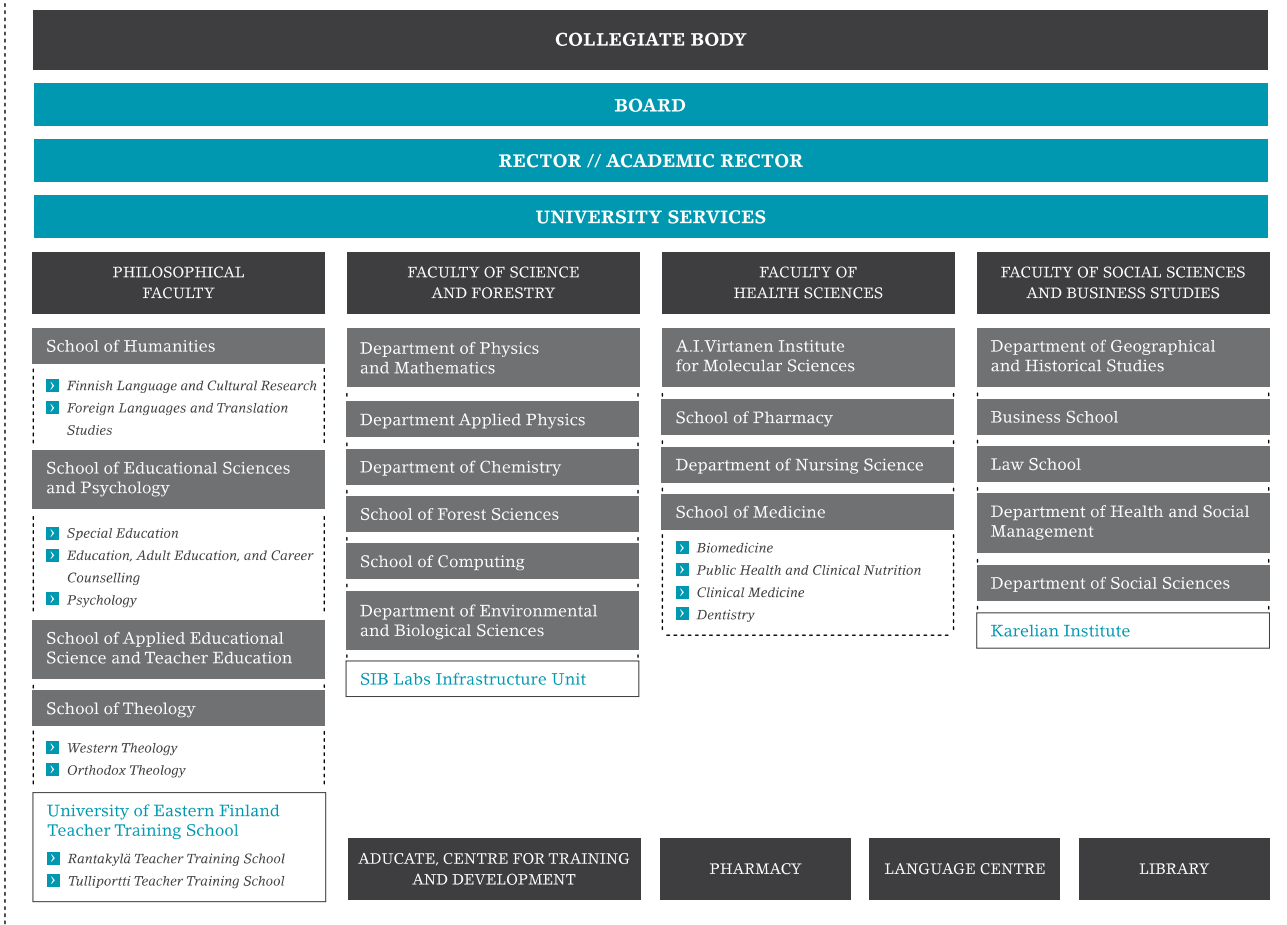 COLLEGIATE BODY
BOARD
RECTOR // ACADEMIC RECTOR
UNIVERSITY SERVICES
PHILOSOPHICAL
FACULTY
School of Humanities
Finnish Language and Cultural Research
Foreign Languages and Translation
Studies
School of Educational Sciences
and Psychology
Special Education
Education, Adult Education, and Career
Counselling
Psychology
School of Applied Educational
Science and Teacher Education
School of Theology
Western Theology
Orthodox Theology
University of Eastern Finland
Teacher Training School
Rantakylä Teacher Training School
Tulliportti Teacher Training School
FACULTY OF SCIENCE
AND FORESTRY
Department of Physics
and Mathematics
Department Applied Physics
Department of Chemistry
School of Forest Sciences
School of Computing
Department of Environmental
and Biological Sciences
SIB Labs Infrastructure Unit
FACULTY OF
HEALTH SCIENCES
A.I.Virtanen Institute
for Molecular Sciences
School of Pharmacy
Department of Nursing Science
School of Medicine
Biomedicine
Public Health and Clinical Nutrition
Clinical Medicine
Dentistry
FACULTY OF SOCIAL SCIENCES
AND BUSINESS STUDIES
Department of Geographical
and Historical Studies
Business School
Law School
Department of Health and Social
Management
Department of Social Sciences
Karelian Institute
ADUCATE, CENTRE FOR TRAINING
AND DEVELOPMENT
PHARMACY
LANGUAGE CENTRE
LIBRARY